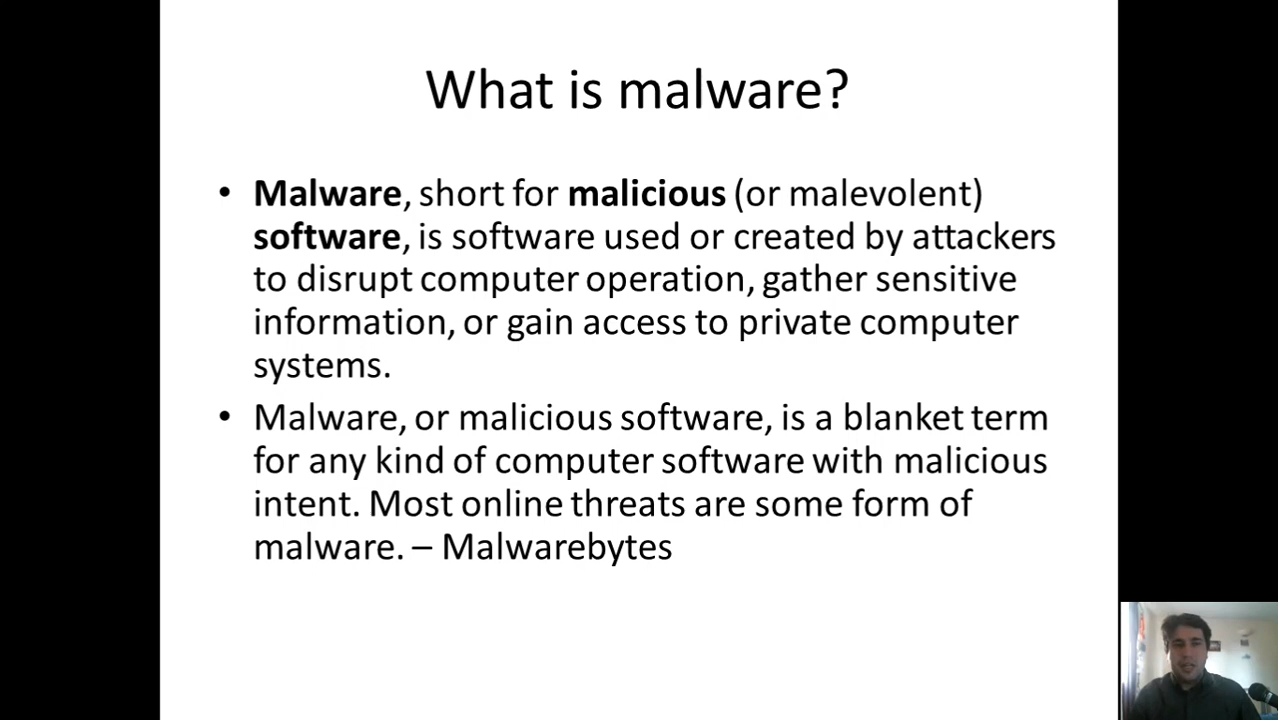 What is malware?
• Malware, short for malicious (or malevolent)
software, is software used or created by attackers
to disrupt computer operation, gather sensitive
information, or gain access to private computer
systems.
• Malware, or malicious software, is a blanket term
for any kind of computer software with malicious
intent. Most online threats are some form of
malware. – Malwarebytes